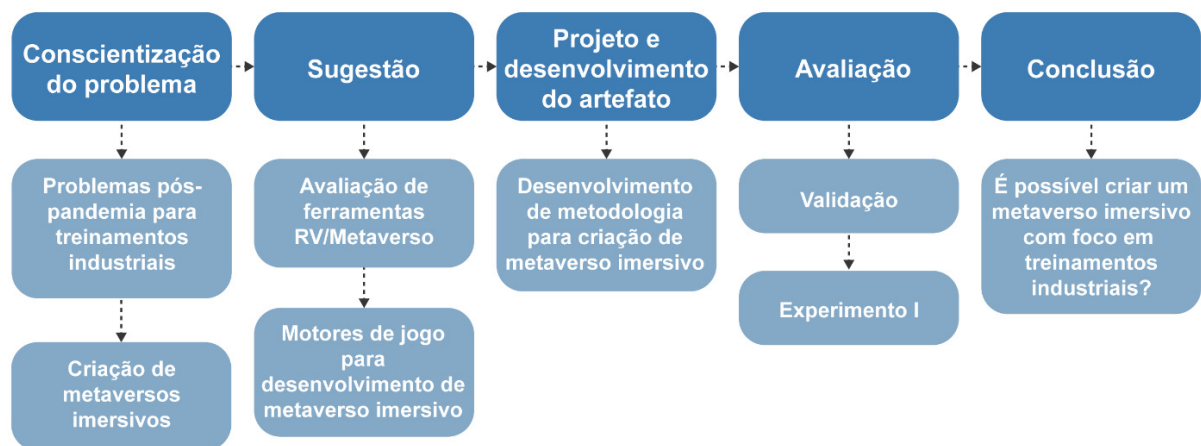 Conscientização
do problema
Sugestão
Projeto e
desenvolvimento
do artefato
Avaliação
Conclusão
Problemas pós-
pandemia para
treinamentos
industriais
Criação de
metaversos
imersivos
Avaliação de
ferramentas
RV/Metaverso
Motores de jogo
para
desenvolvimento de
metaverso imersivo
Desenvolvimento
de metodologia
para criação de
metaverso imersivo
Validação
Experimento I
É possível criar um
metaverso imersivo
com foco em
treinamentos
industriais?